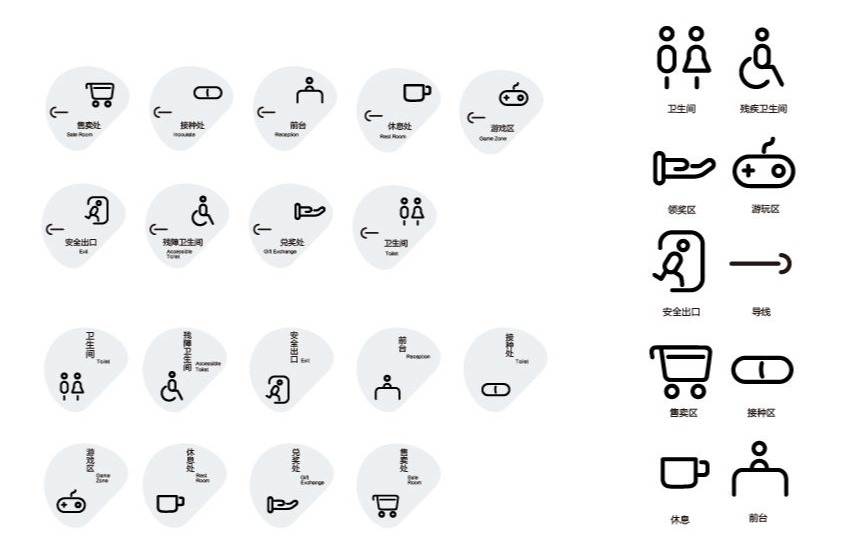 售卖处
Sale Room
接种处
Inoculate
前台
Reception
休息处
Rest Room
游戏区
Game Zone
安全出口
Exit
残障卫生间
Accessible
Toilet
兑奖处
Gift Exchange
卫生间
Toilet
卫生间
Toilet
残障卫生间
Accessible
Toilet
安全出口
Exit
前台
Reception
接种处
Toilet
游戏区
Game
Zone
休息处
Rest
Room
兑奖处
Gift
Exchange
售卖处
Sale
Room
卫生间
残疾卫生间
领奖区
游玩区
安全出口
导线
售卖区
接种区
休息
前台